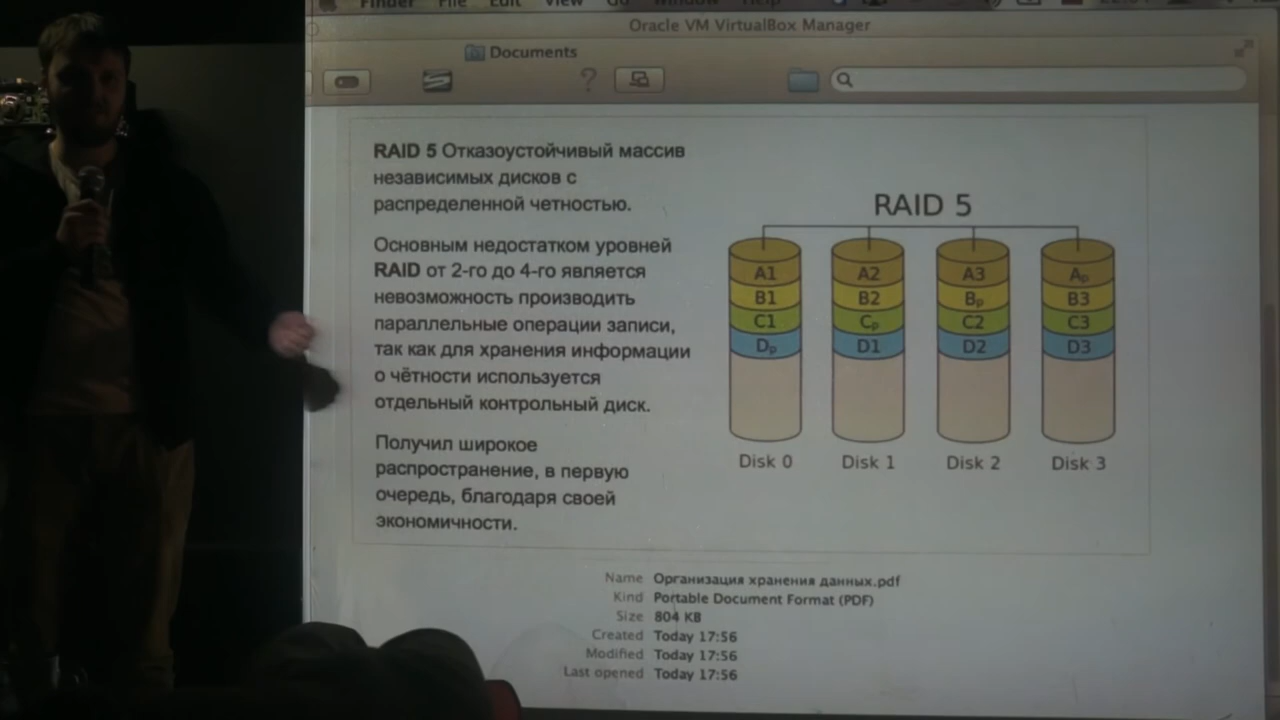 Finder File Edit View Go Window Help
Oracle VM VirtualBox Manager
Documents
?
RAID 5 Отказоустойчивый массив
независимых дисков с
распределенной четностью.
Основным недостатком уровней
RAID от 2-го до 4-го является
невозможность производить
параллельные операции записи,
так как для хранения информации
о чётности используется
отдельный контрольный диск.
Получил широкое
распространение, в первую
очередь, благодаря своей
экономичности.
RAID 5
A1 A2 A3 Ap
B1 B2 Bp B3
C1 Cp C2 C3
Dp D1 D2 D3
Disk 0 Disk 1 Disk 2 Disk 3
Name Организация хранения данных.pdf
Kind Portable Document Format (PDF)
Size 804 KB
Created Today 17:56
Modified Today 17:56
Last opened Today 17:56